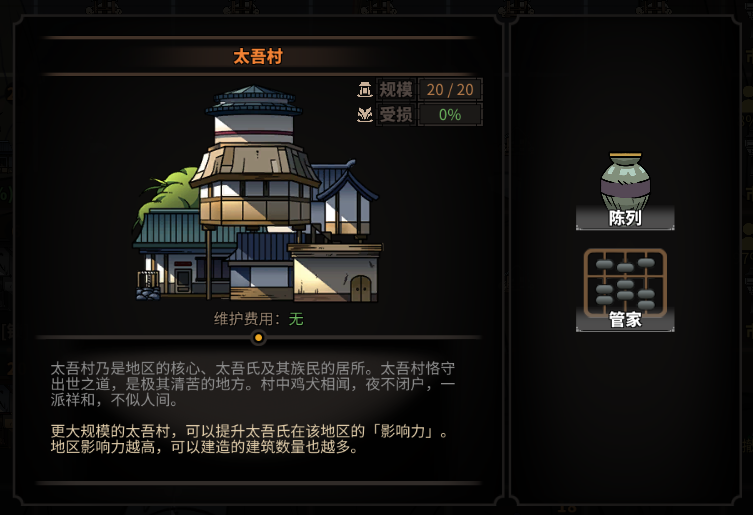 太吾村
规模 20 / 20
受损 0%
陈列
管家
维护费用：无
太吾村乃是地区的核心、太吾氏及其族民的居所。太吾村恪守
出世之道，是极其清苦的地方。村中鸡犬相闻，夜不闭户，一
派祥和，不似人间。
更大规模的太吾村，可以提升太吾氏在该地区的「影响力」。
地区影响力越高，可以建造的建筑数量也越多。